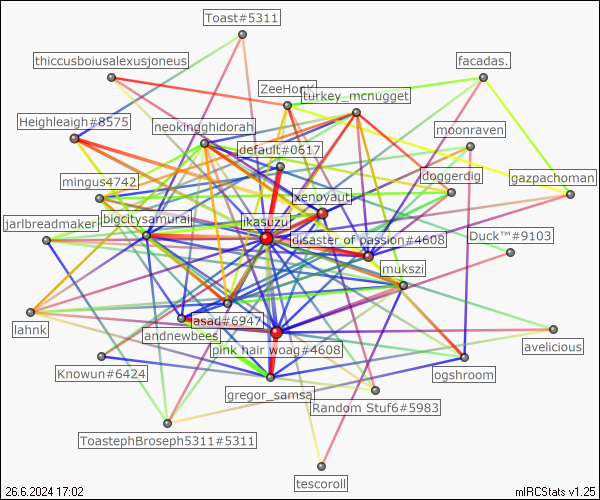 Toast#5311
thiccusboiusalexusjoneus
facadas.
ZeeHonK
turkey_mcnugget
Heighleaigh#8575
neokingghidorah
moonraven
default#0617
mingus4742
doggerdig
gazpachoman
xenoyaut
jarlbreadmaker
bigcitysamurai
ikasuzu
disaster of passion#4608
Duck™#9103
mukszi
lahnk
asad#6947
andnewbees
pink hair woag#4608
avelicious
Knowun#6424
ogshroom
gregor_samsa
Random Stuf6#5983
ToastephBroseph5311#5311
tescoroll
26.6.2024 17:02
mIRCStats v1.25